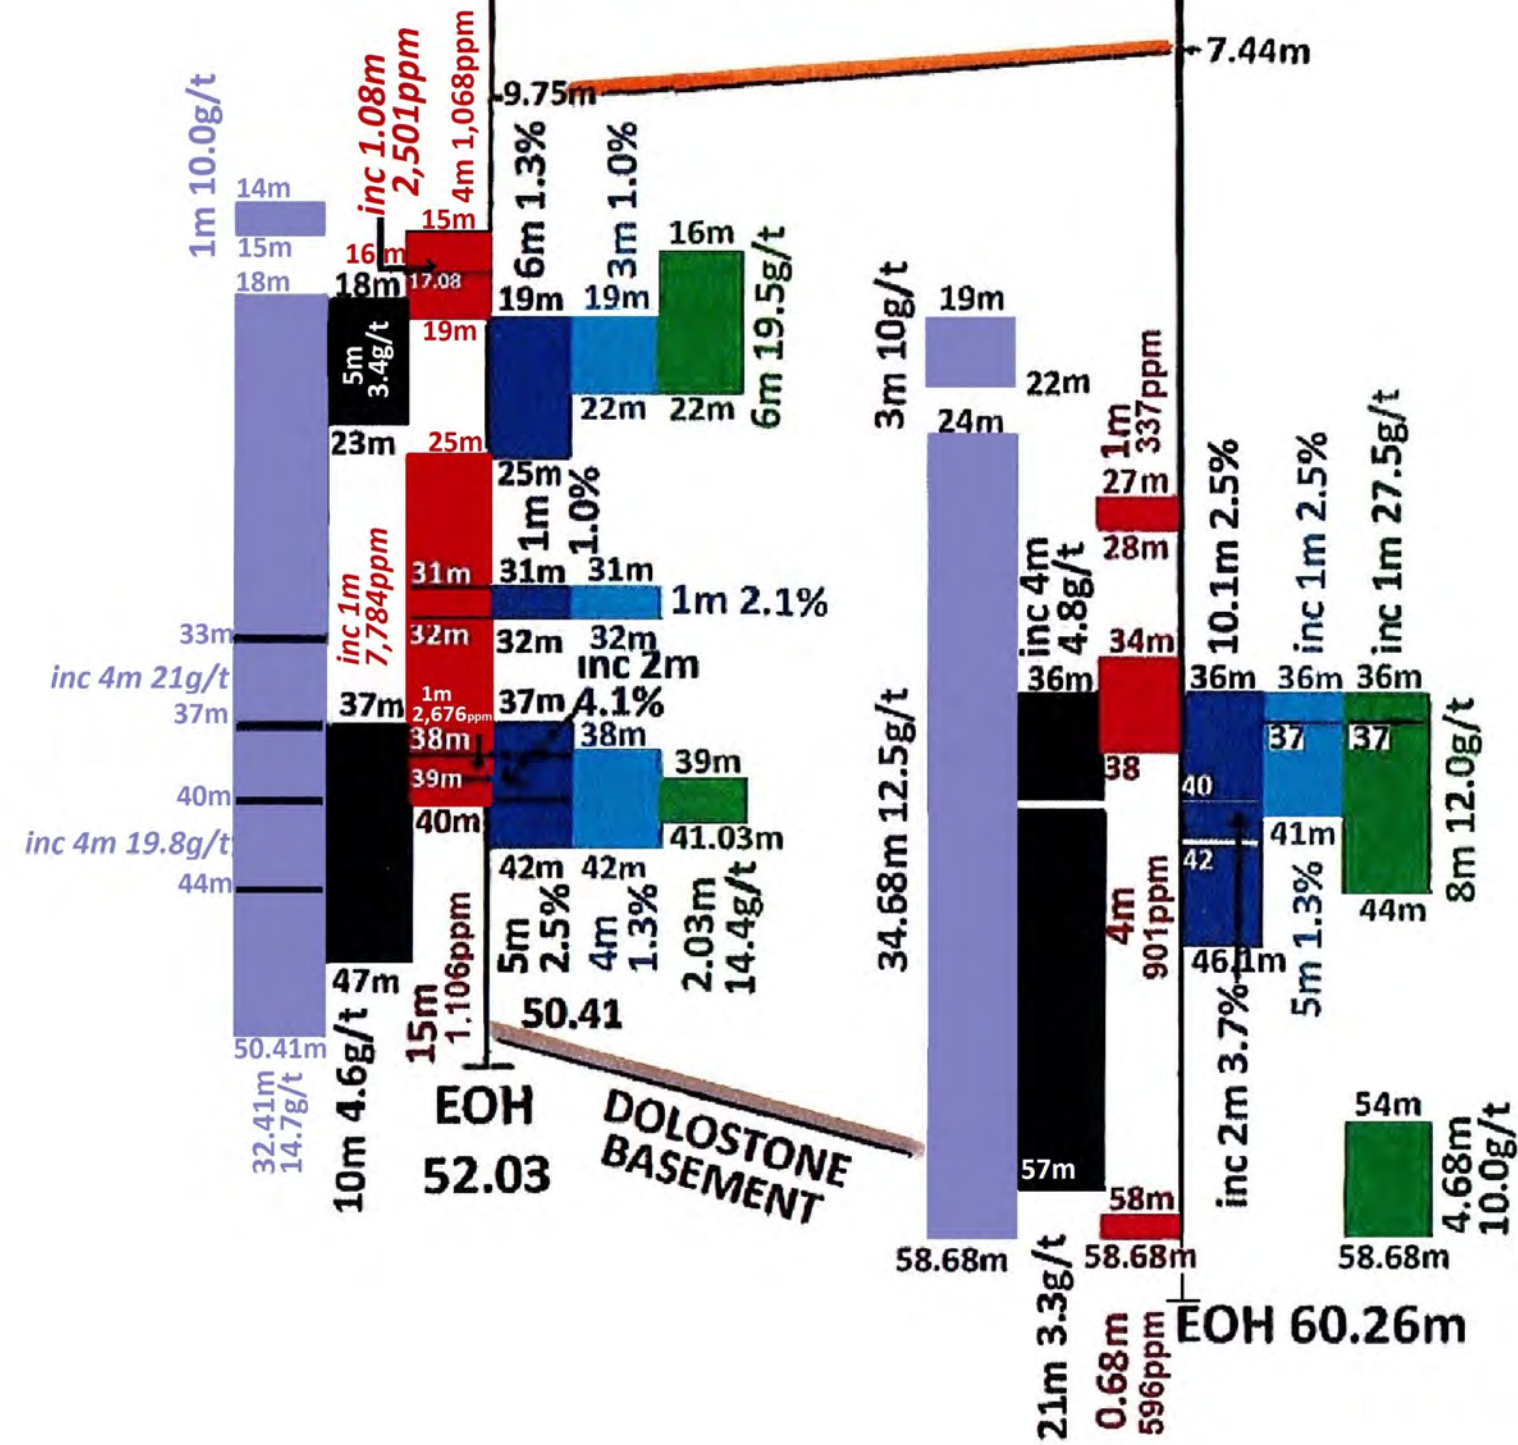 7.44m
9.75m
1m 10.0g/t
inc 1.08m
2,501ppm
4m 1,068ppm
14m
15m
18m
15m
16m
17.08
19m
18m
5m
3.4g/t
23m
6m 1.3%
19m
25m
3m 1.0%
19m
22m
16m
22m
6m 19.5g/t
25m
1m
1.0%
31m
32m
31m
32m
31m
32m
1m 2.1%
inc 1m
7,784ppm
33m
inc 4m 21g/t
37m
40m
inc 4m 19.8g/t
44m
50.41m
32.41m
14.7g/t
37m
47m
10m 4.6g/t
1m
2,676ppm
38m
39m
40m
15m
1,106ppm
inc 2m
4.1%
37m
42m
5m
2.5%
38m
42m
4m
1.3%
39m
41.03m
2.03m
14.4g/t
50.41
EOH
52.03
DOLOSTONE
BASEMENT
3m 10g/t
19m
22m
24m
34.68m 12.5g/t
58.68m
inc 4m
4.8g/t
36m
57m
21m 3.3g/t
1m
337ppm
27m
28m
34m
38
4m
901ppm
58m
58.68m
0.68m
596ppm
10.1m 2.5%
36m
40
42
46.1m
inc 2m 3.7%
inc 1m 2.5%
36m
37
41m
5m 1.3%
inc 1m 27.5g/t
36m
37
44m
8m 12.0g/t
54m
58.68m
4.68m
10.0g/t
EOH 60.26m